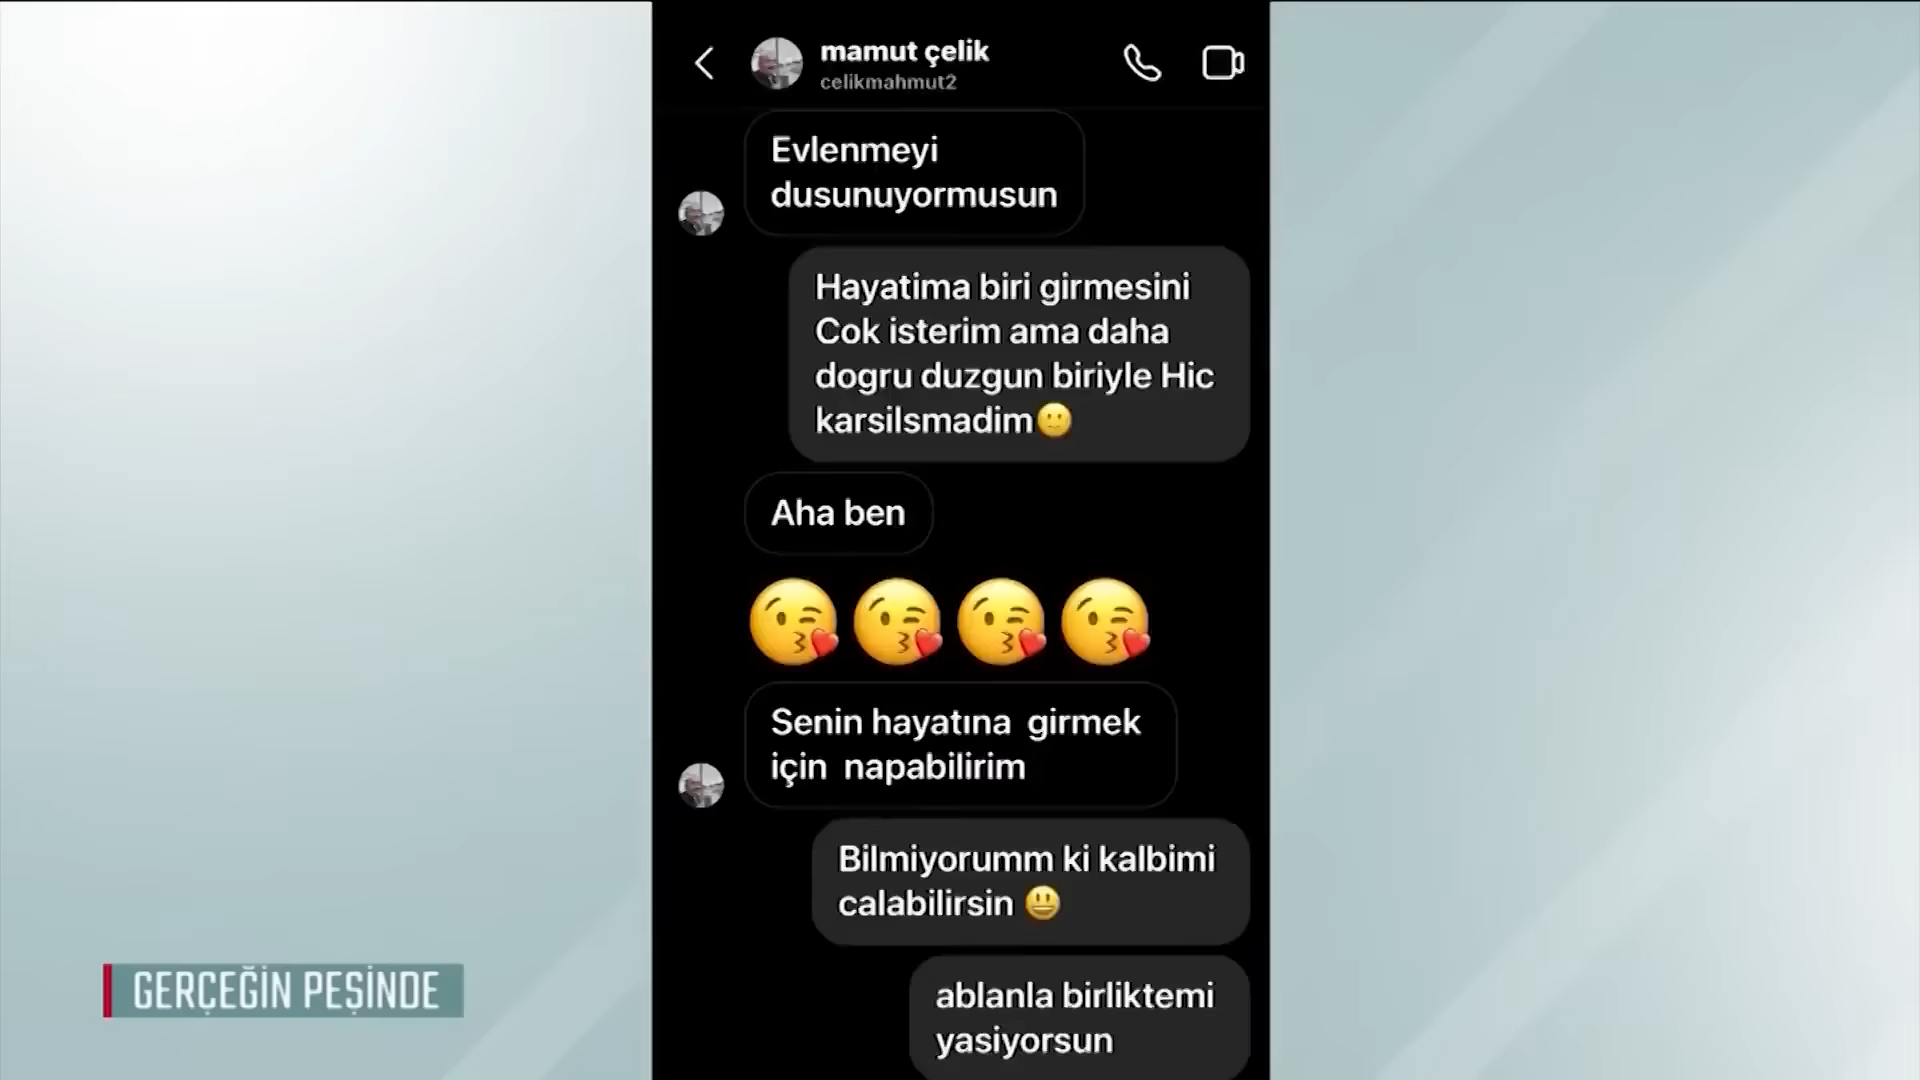 mamut çelik
celikmahmut2
Evlenmeyi
dusunuyormusun
Hayatima biri girmesini
Cok isterim ama daha
dogru duzgun biriyle Hic
karsilsmadim🙂
Aha ben
😘😘😘😘
Senin hayatına girmek
için napabilirim
Bilmiyorumm ki kalbimi
calabilirsin 😃
ablanla birliktemi
yasiyorsun
GERÇEĞİN PEŞİNDE